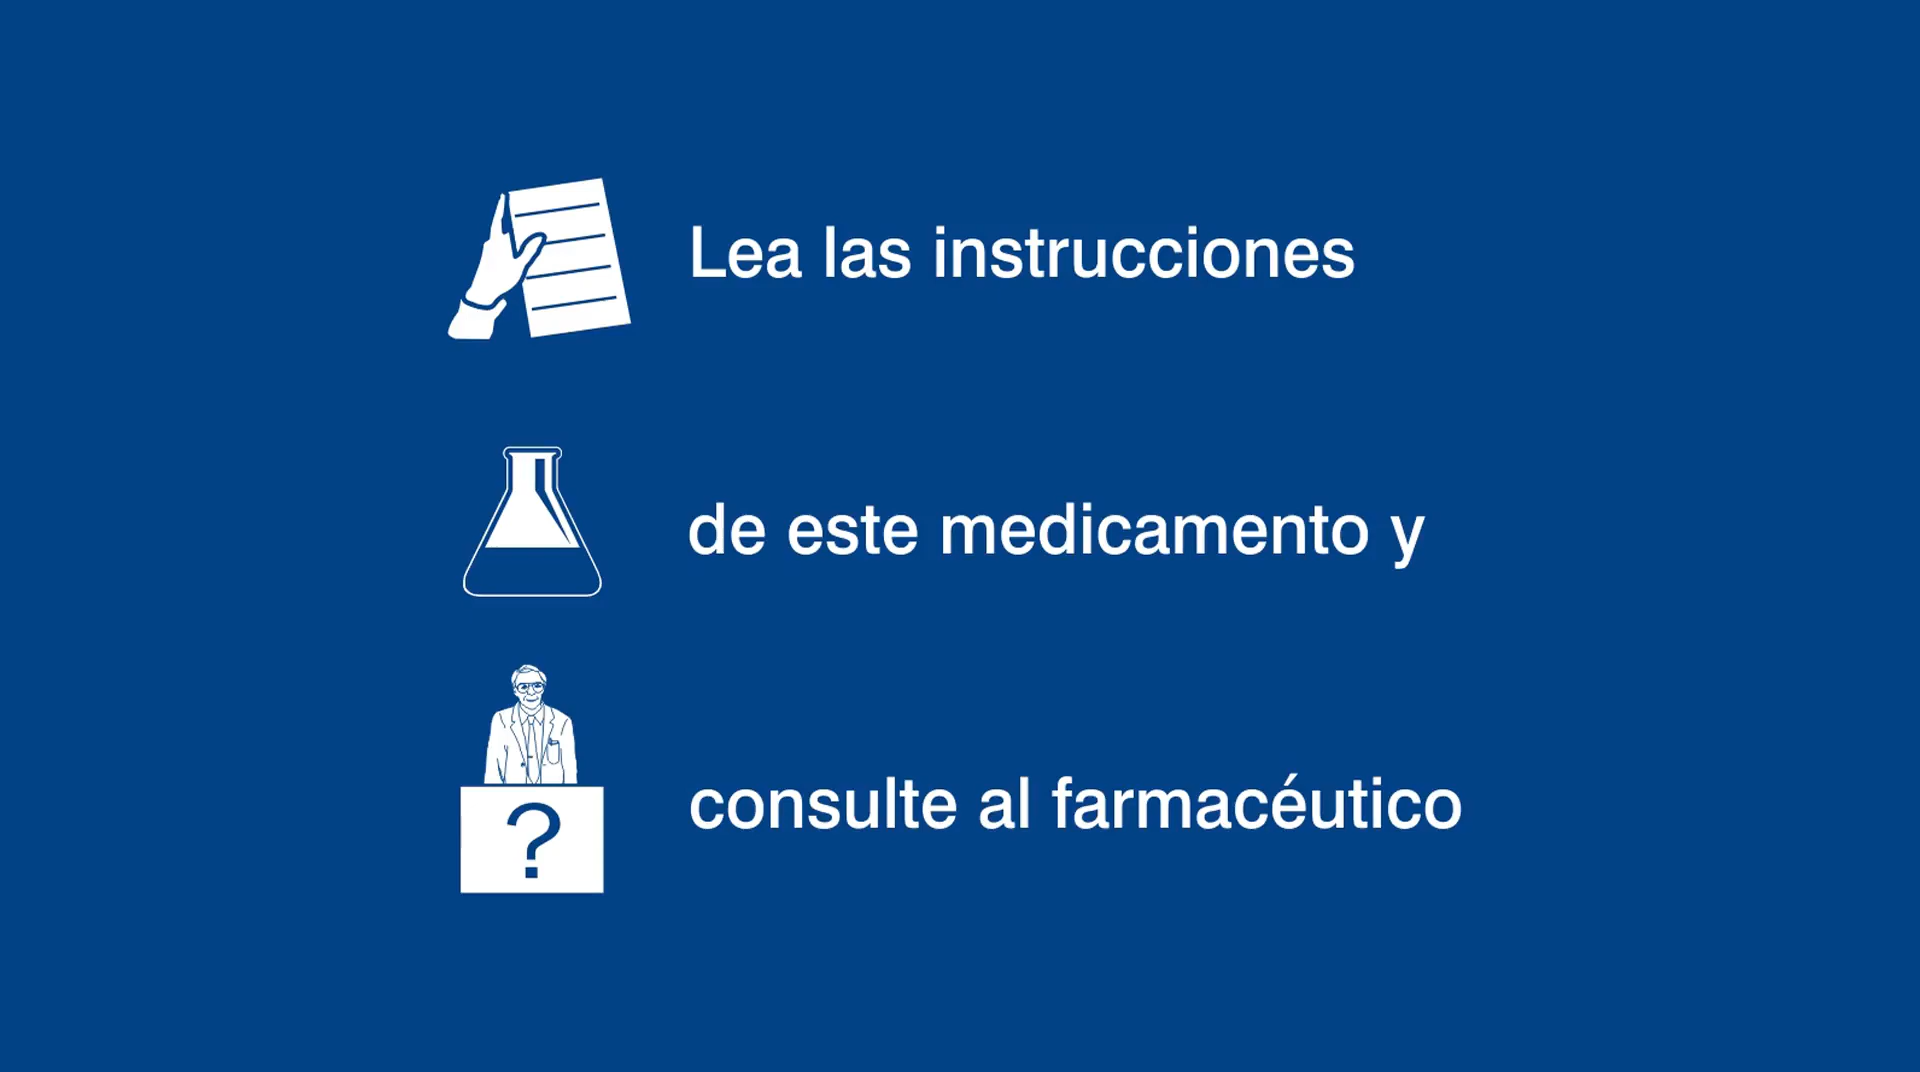 Lea las instrucciones
de este medicamento y
consulte al farmacéutico
?